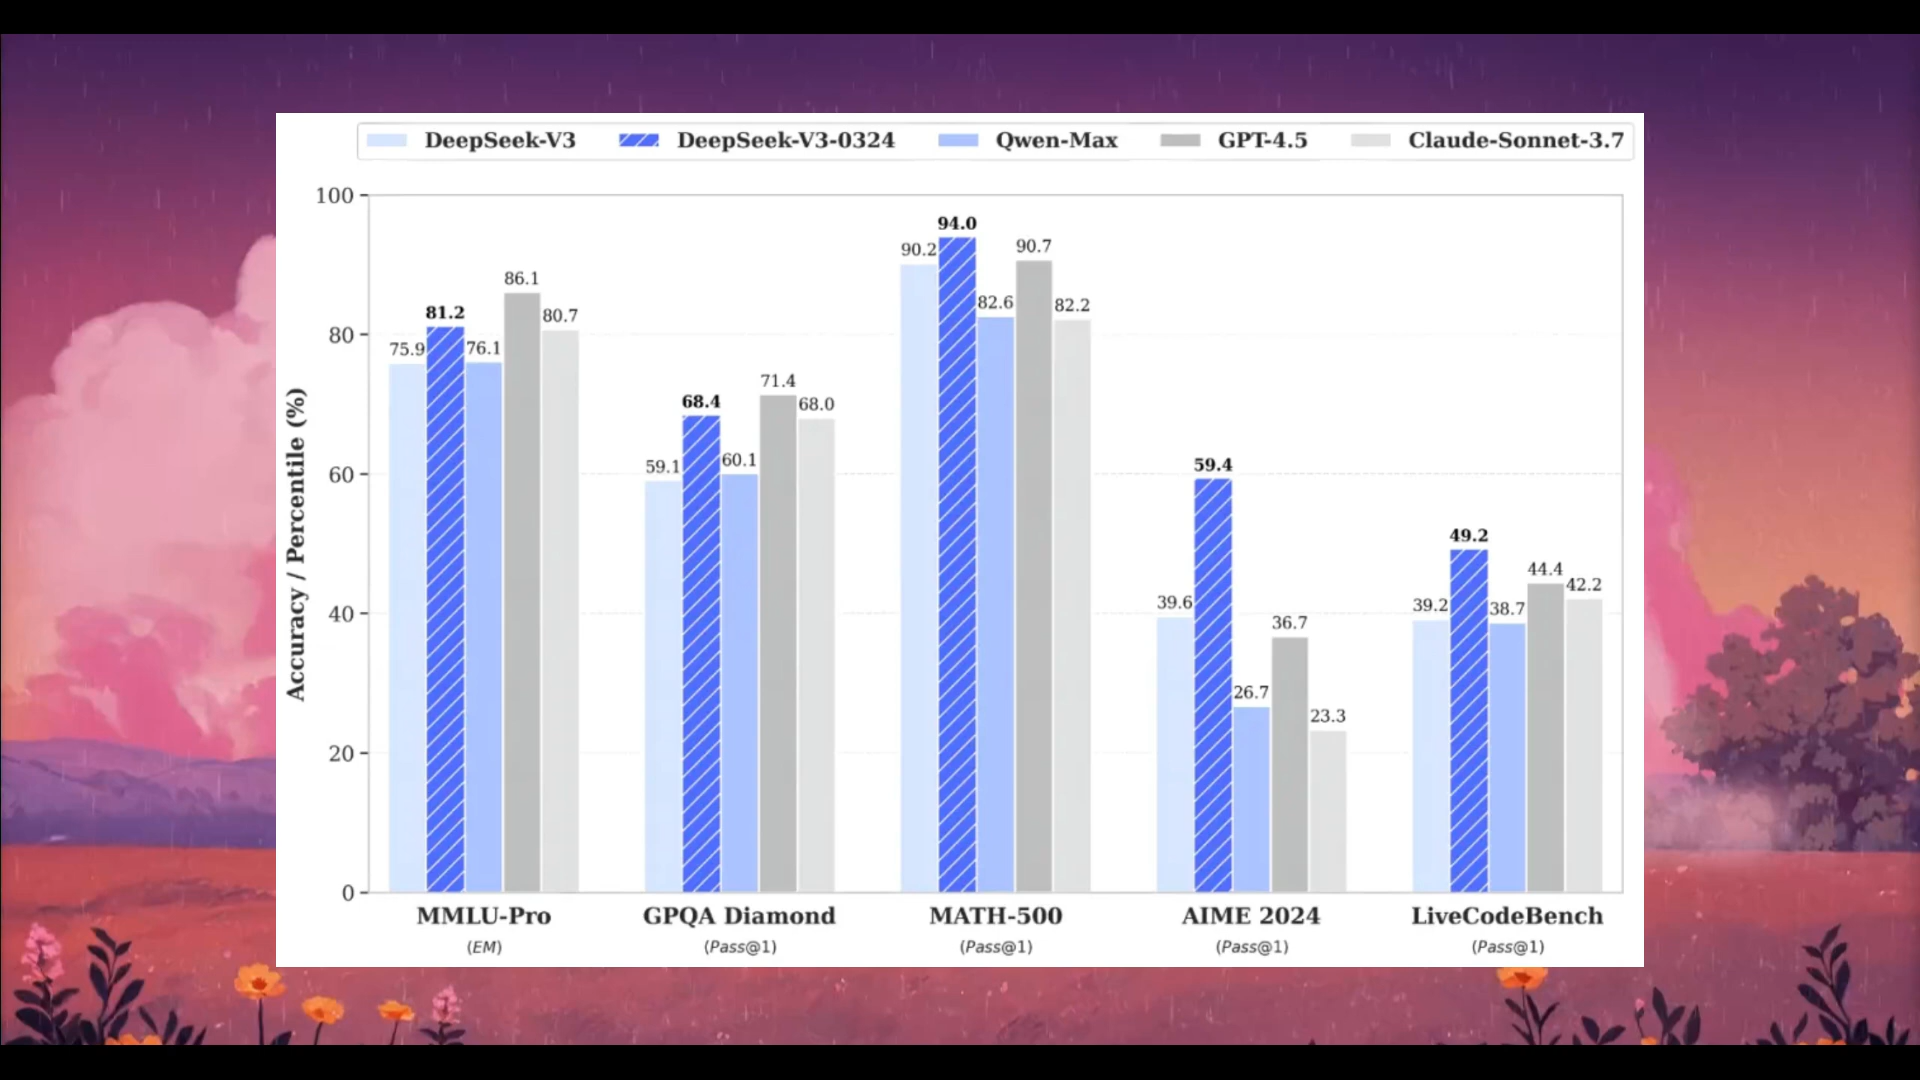 DeepSeek-V3 DeepSeek-V3-0324 Qwen-Max GPT-4.5 Claude-Sonnet-3.7
Accuracy / Percentile (%)
100
80
60
40
20
0
75.9 81.2 76.1 86.1 80.7
59.1 68.4 60.1 71.4 68.0
90.2 94.0 82.6 90.7 82.2
39.6 59.4 26.7 36.7 23.3
39.2 49.2 38.7 44.4 42.2
MMLU-Pro GPQA Diamond MATH-500 AIME 2024 LiveCodeBench
(EM) (Pass@1) (Pass@1) (Pass@1) (Pass@1)